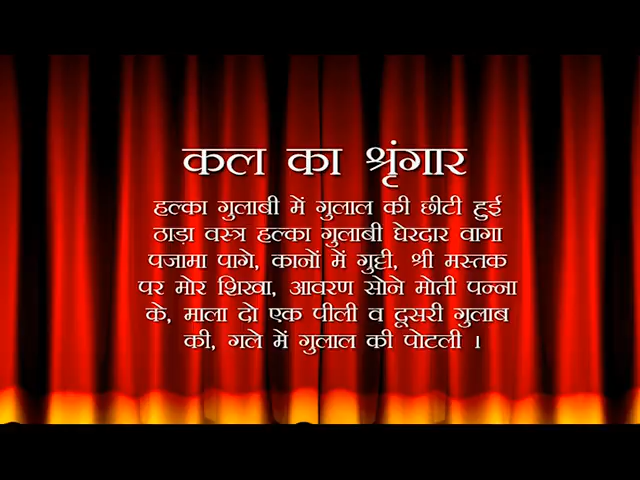 कल का श्रृंगार
हल्का गुलाबी में गुलाल की छीटी हुई
ठाड़ा वस्त्र हल्का गुलाबी घेरदार वागा
पजामा पागे, कानों में गुट्टी, श्री मस्तक
पर मोर शिखा, आवरण सोने मोती पन्ना
के, माला दो एक पीली व दूसरी गुलाब
की, गले में गुलाल की पोटली ।